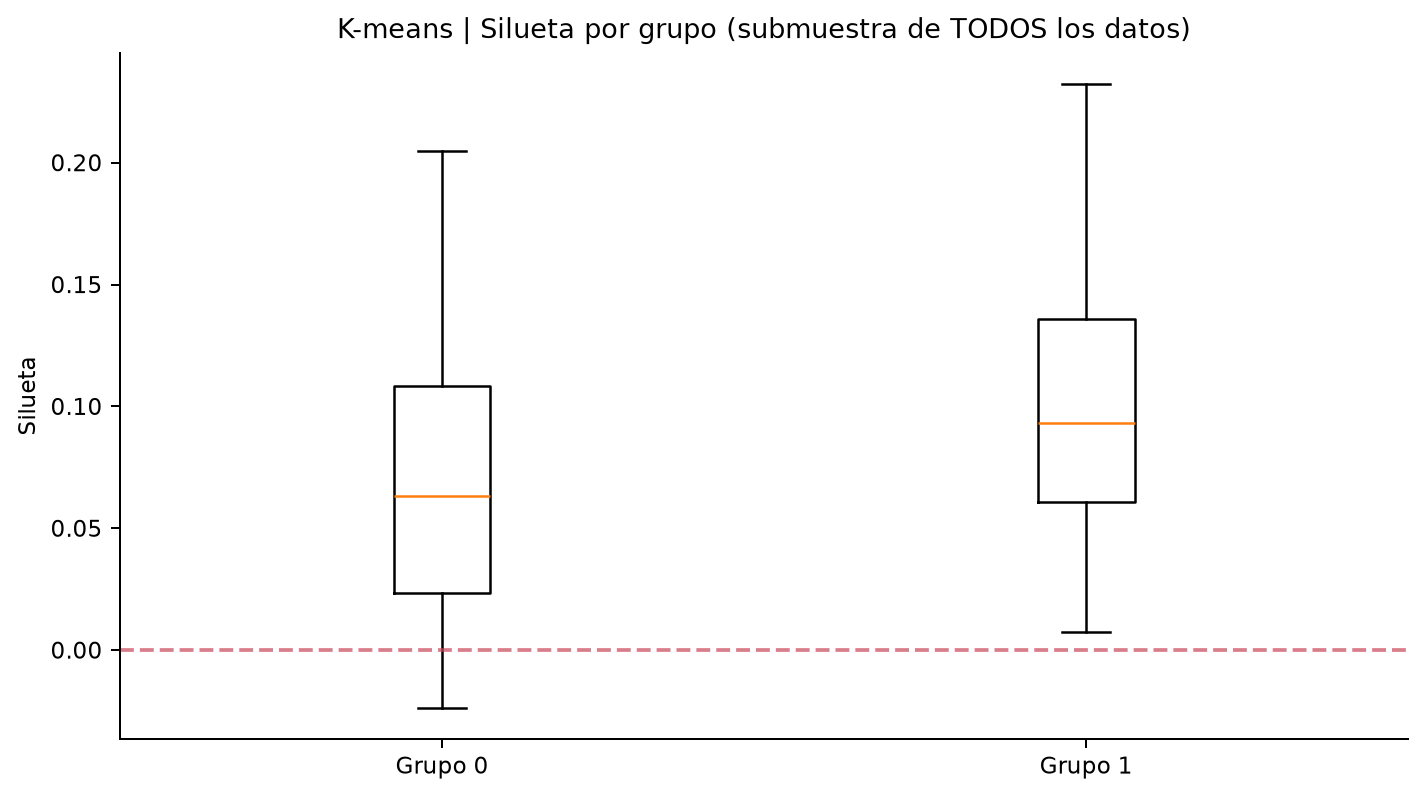 K-means | Silueta por grupo (submuestra de TODOS los datos)
Silueta
0.20
0.15
0.10
0.05
0.00
Grupo 0
Grupo 1